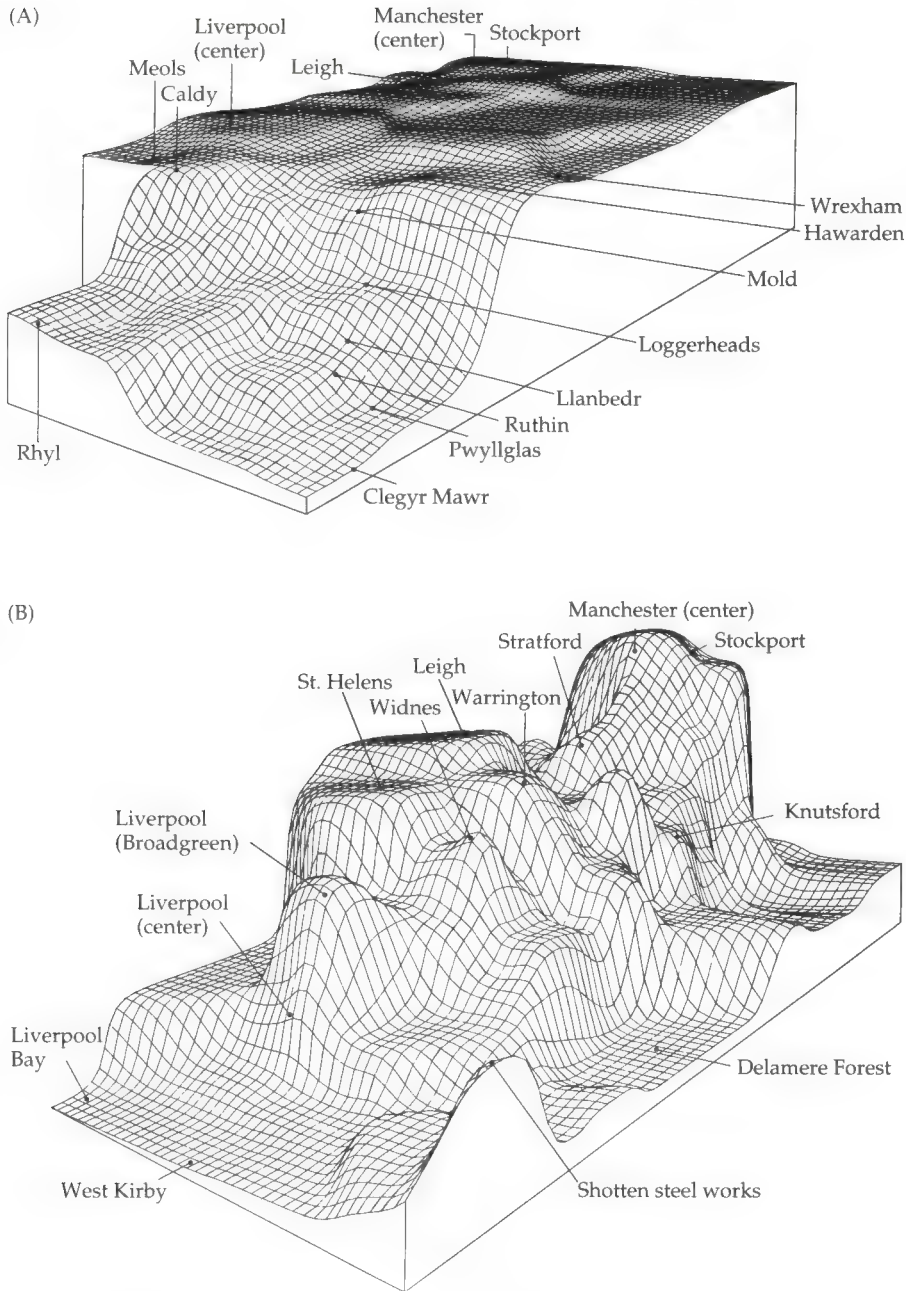 (A)
Liverpool
(center)
Manchester
(center)
Stockport
Leigh
Meols
Caldy
Wrexham
Hawarden
Mold
Loggerheads
Llanbedr
Ruthin
Pwyllglas
Rhyl
Clegyr Mawr
(B)
Manchester (center)
Stratford
Stockport
Leigh
St. Helens
Warrington
Widnes
Knutsford
Liverpool
(Broadgreen)
Liverpool
(center)
Liverpool
Bay
Delamere Forest
West Kirby
Shotten steel works